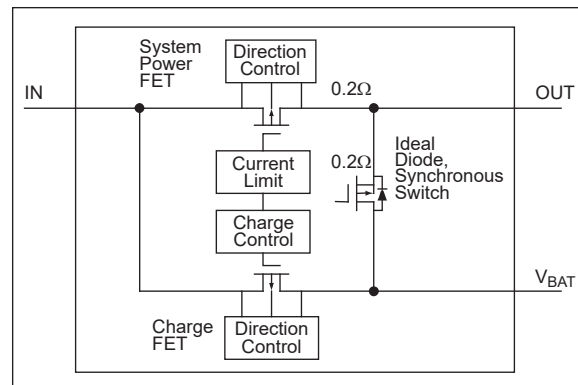 System
Power
FET
Direction
Control
0.2Ω
IN
OUT
0.2Ω
Ideal
Diode,
Synchronous
Switch
Current
Limit
Charge
Control
VBAT
Charge
FET
Direction
Control